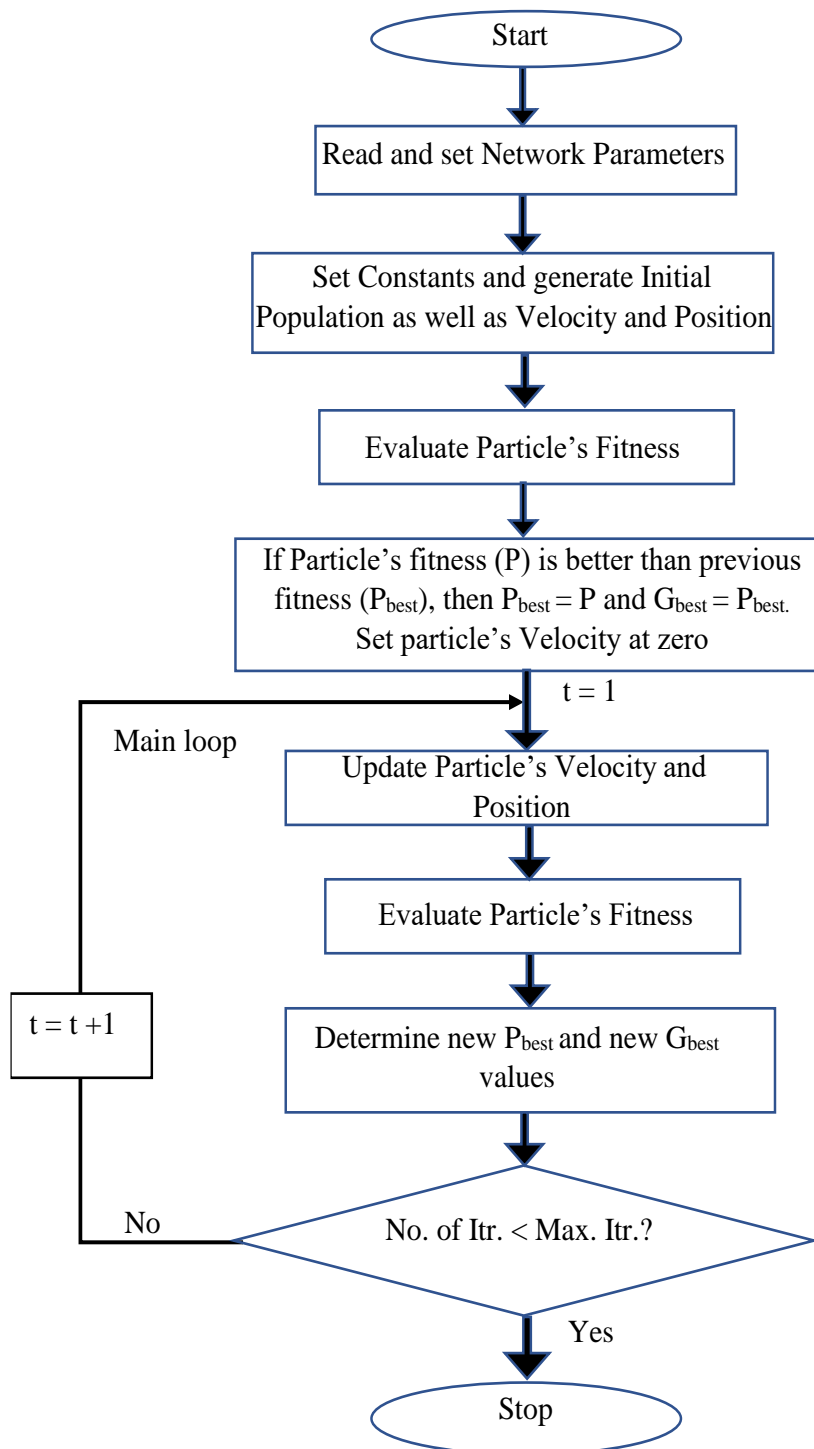 Start
Read and set Network Parameters
Set Constants and generate Initial
Population as well as Velocity and Position
Evaluate Particle’s Fitness
If Particle’s fitness (P) is better than previous
fitness (Pbest), then Pbest = P and Gbest = Pbest.
Set particle’s Velocity at zero
t = 1
Main loop
Update Particle’s Velocity and
Position
Evaluate Particle’s Fitness
t = t +1
Determine new Pbest and new Gbest
values
No
No. of Itr. < Max. Itr.?
Yes
Stop